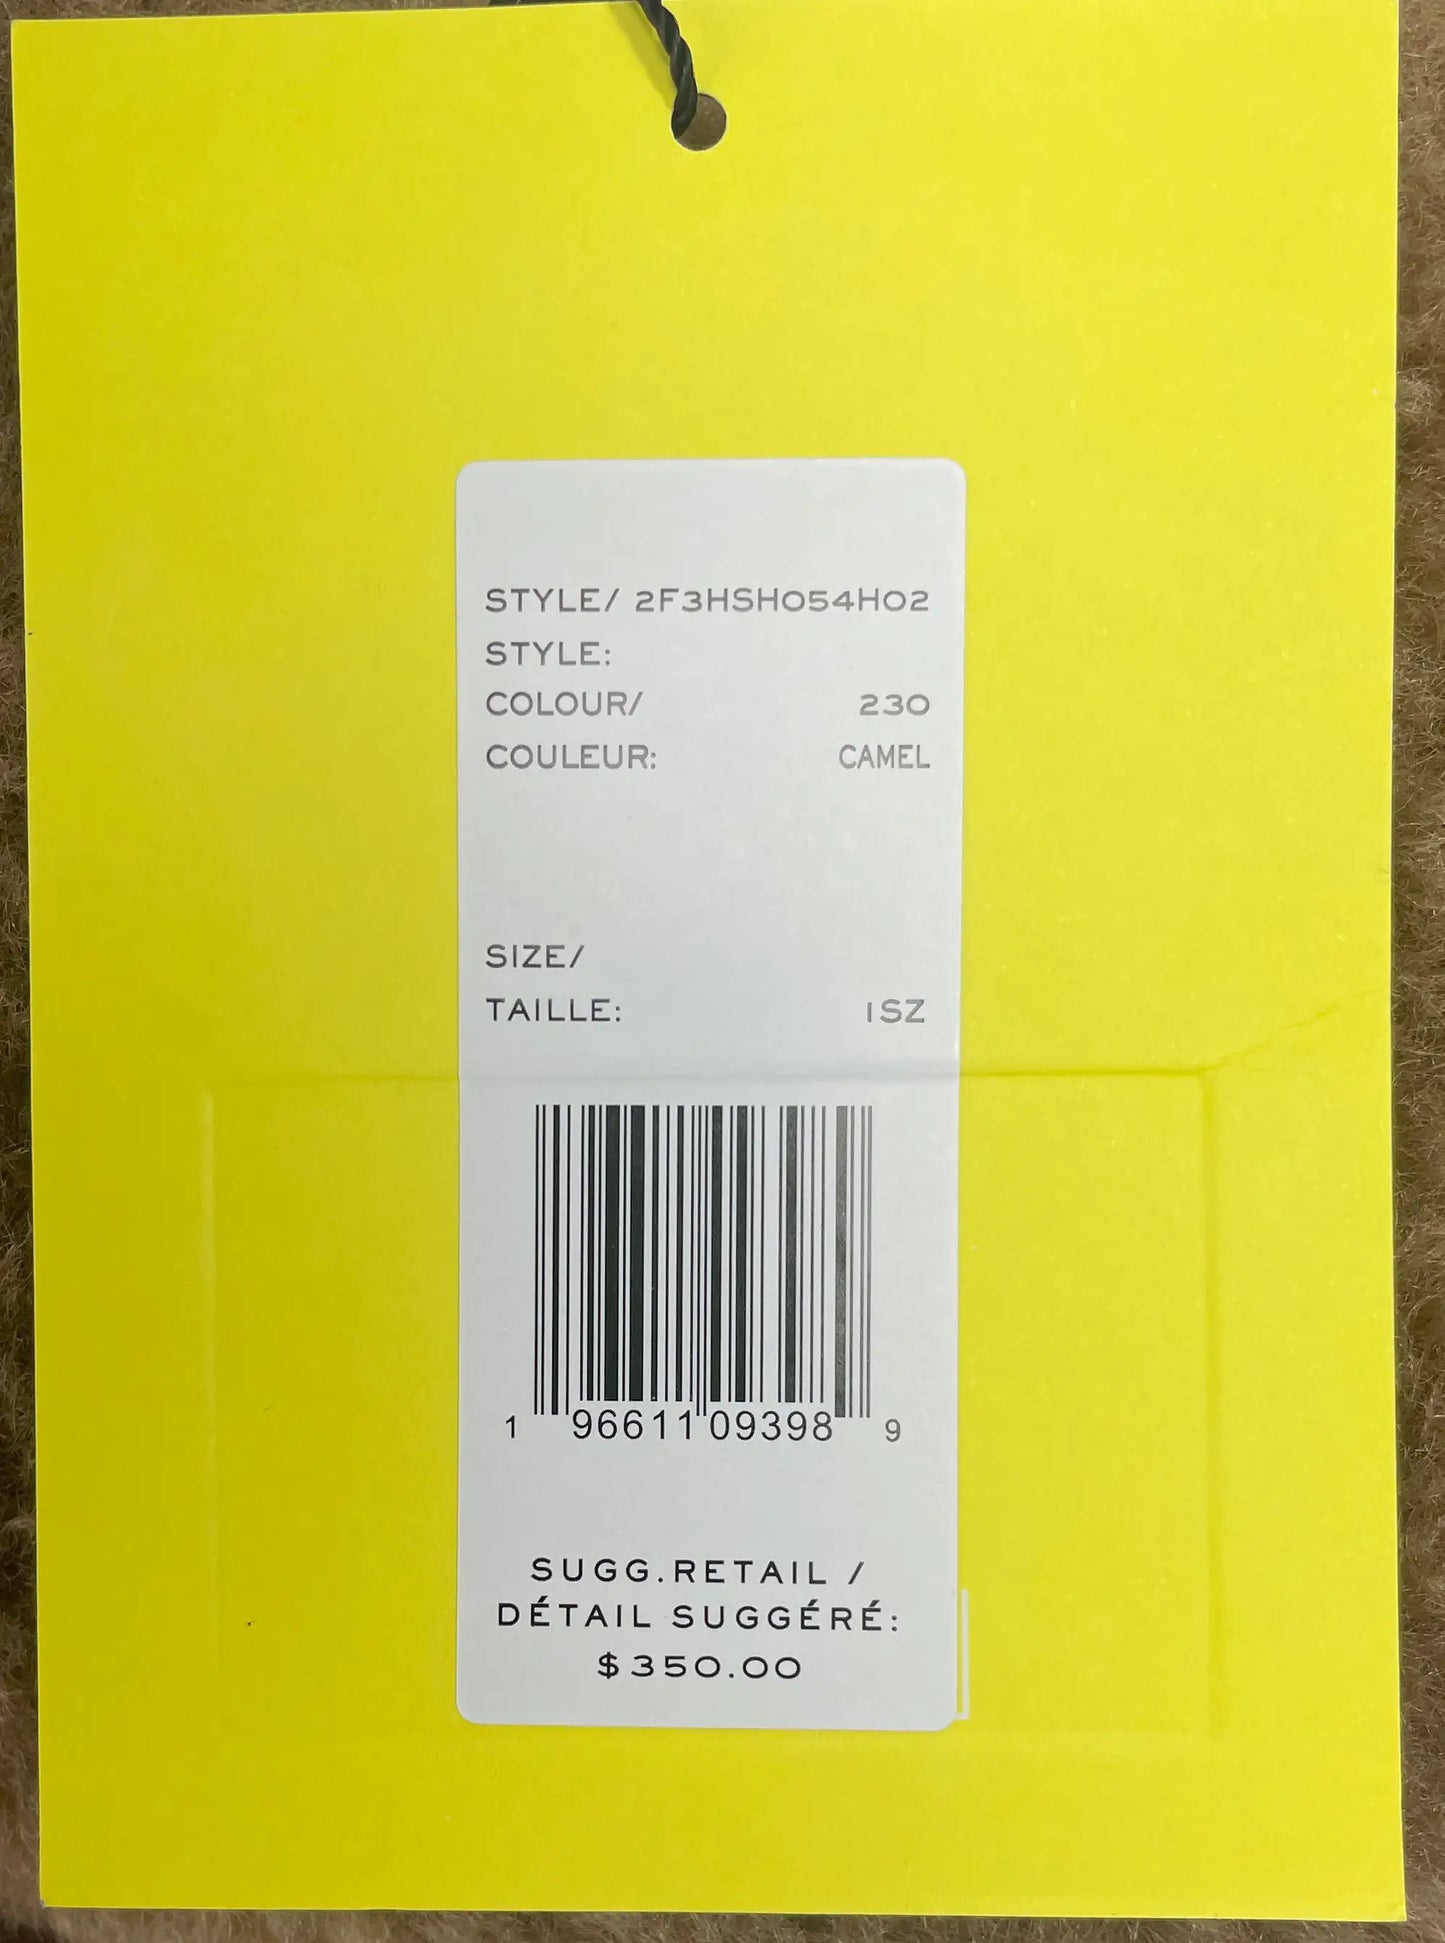 STYLE/ 2F3HSH054H02
STYLE:
COLOUR/ 230
COULEUR: CAMEL
SIZE/
TAILLE: 1SZ
1 96611 09398 9
SUGG.RETAIL /
DÉTAIL SUGGÉRÉ:
$350.00